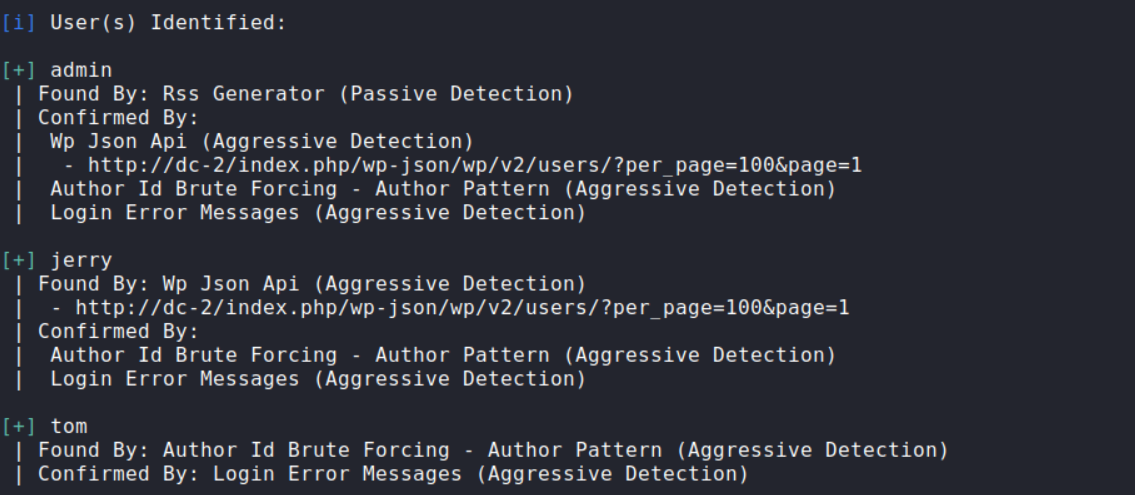 [i] User(s) Identified:
[+] admin
| Found By: Rss Generator (Passive Detection)
| Confirmed By:
|  Wp Json Api (Aggressive Detection)
|   - http://dc-2/index.php/wp-json/wp/v2/users/?per_page=100&page=1
|  Author Id Brute Forcing - Author Pattern (Aggressive Detection)
|  Login Error Messages (Aggressive Detection)
[+] jerry
| Found By: Wp Json Api (Aggressive Detection)
|  - http://dc-2/index.php/wp-json/wp/v2/users/?per_page=100&page=1
| Confirmed By:
|  Author Id Brute Forcing - Author Pattern (Aggressive Detection)
|  Login Error Messages (Aggressive Detection)
[+] tom
| Found By: Author Id Brute Forcing - Author Pattern (Aggressive Detection)
| Confirmed By: Login Error Messages (Aggressive Detection)